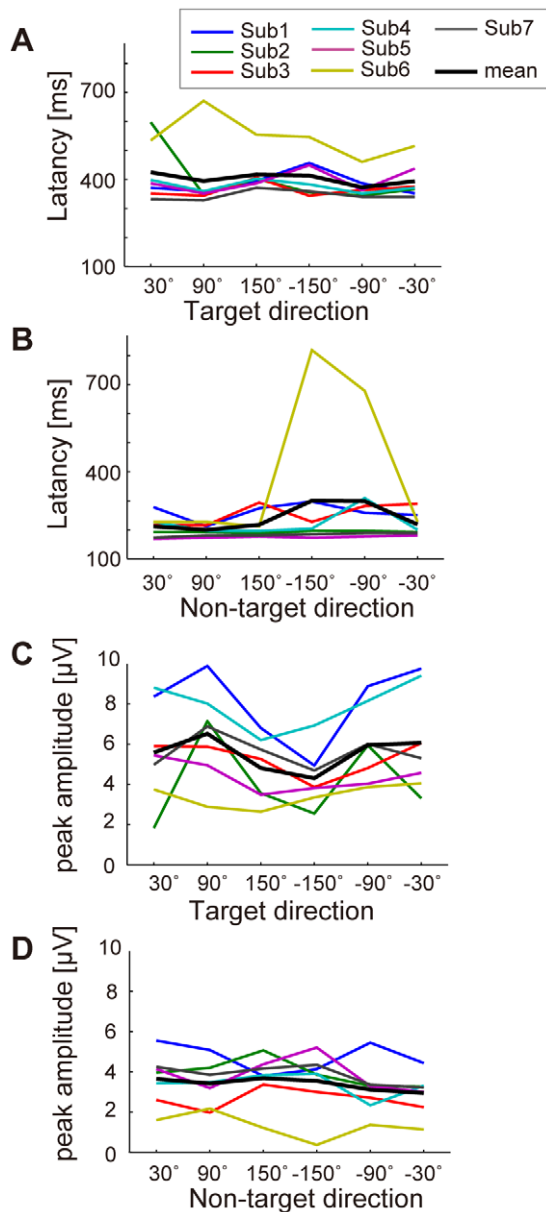 A
Sub1 Sub4 Sub7
Sub2 Sub5
Sub3 Sub6 mean
Latancy [ms]
700
400
100
30° 90° 150° -150° -90° -30°
Target direction
B
Latancy [ms]
700
400
100
30° 90° 150° -150° -90° -30°
Non-target direction
C
peak amplitude [μV]
10
8
6
4
2
0
30° 90° 150° -150° -90° -30°
Target direction
D
peak amplitude [μV]
10
8
6
4
2
0
30° 90° 150° -150° -90° -30°
Non-target direction